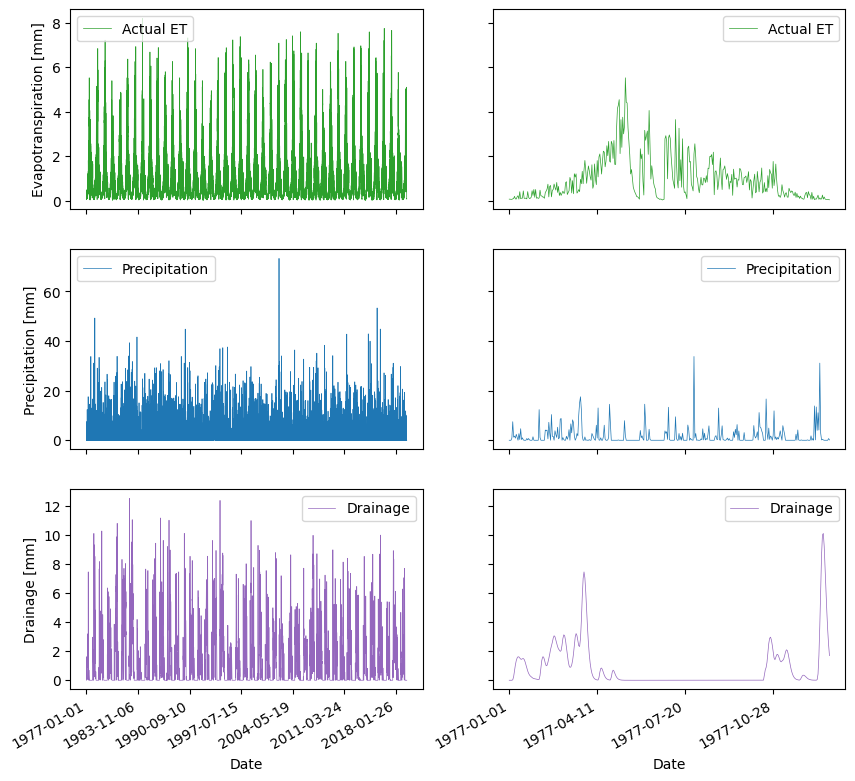 Evapotranspiration [mm]
8
6
4
2
0
Actual ET
Actual ET
Precipitation [mm]
60
40
20
0
Precipitation
Precipitation
Drainage [mm]
12
10
8
6
4
2
0
Drainage
Drainage
1977-01-01
1983-11-06
1990-09-10
1997-07-15
2004-05-19
2011-03-24
2018-01-26
Date
1977-01-01
1977-04-11
1977-07-20
1977-10-28
Date